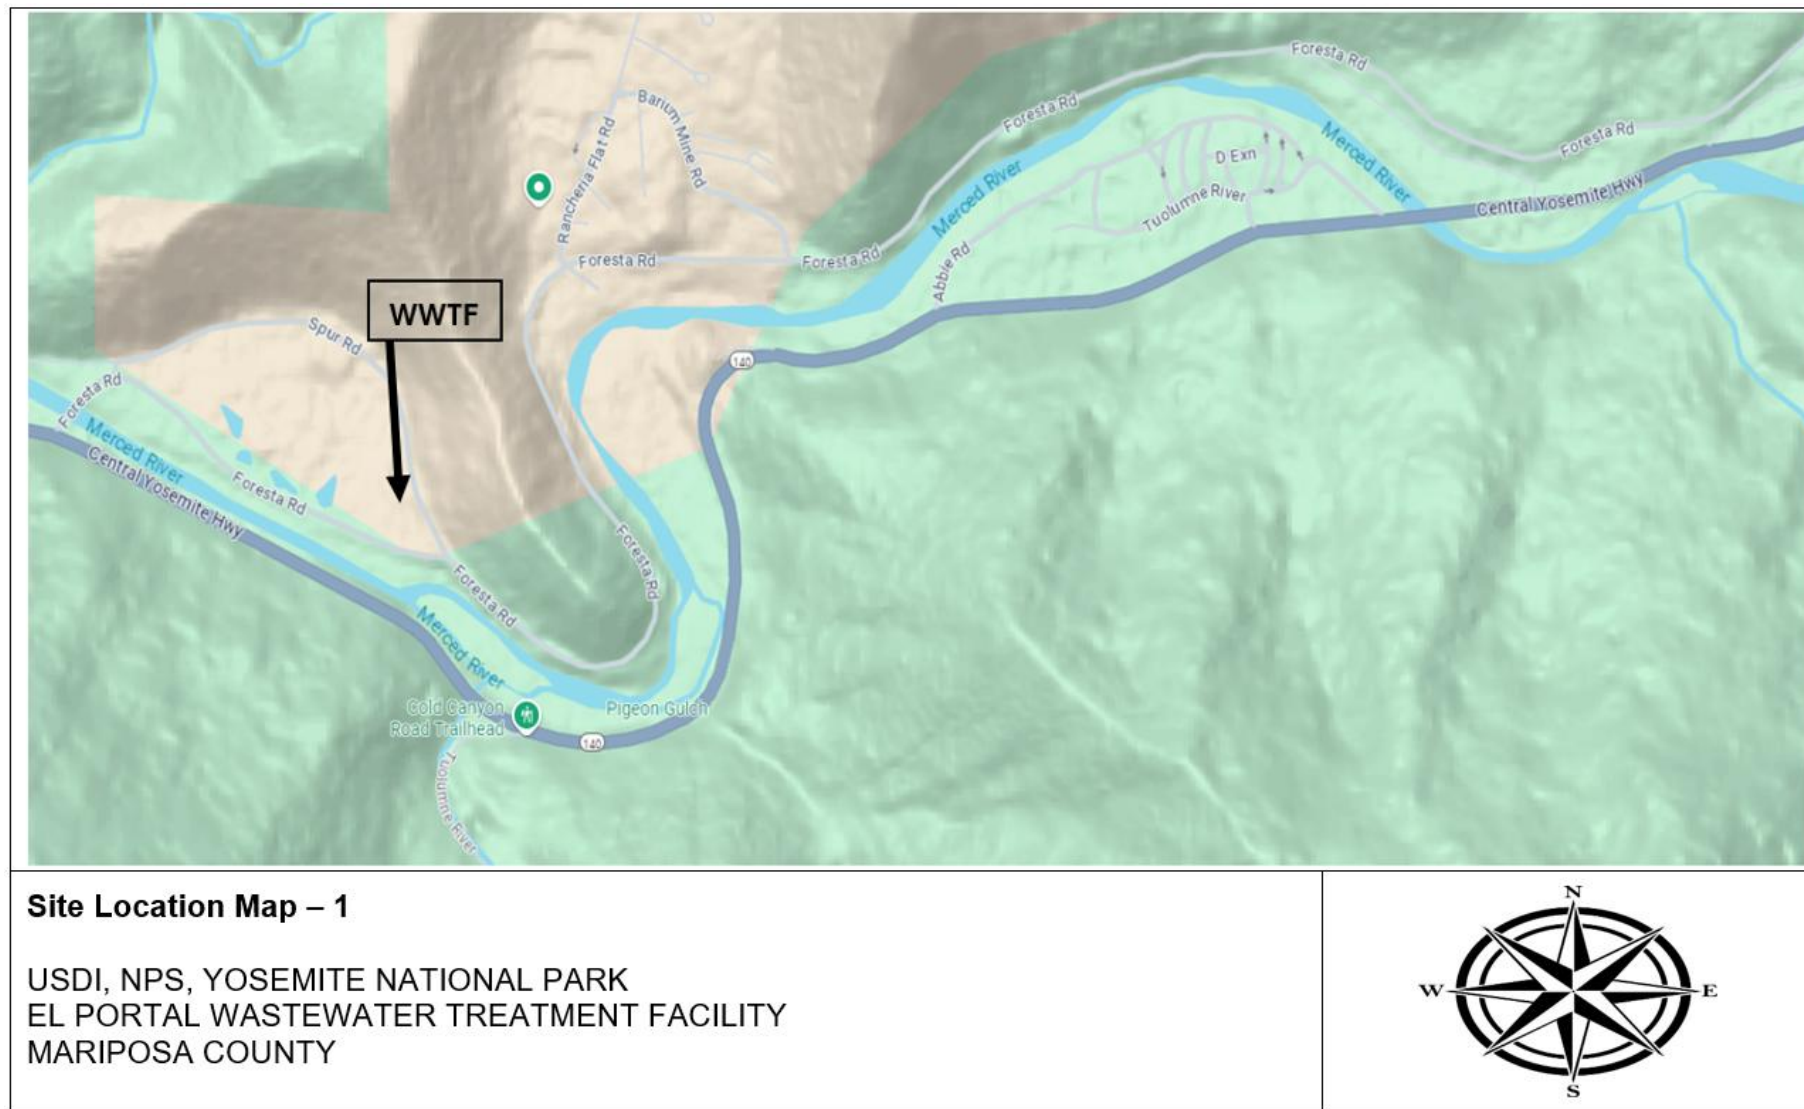 Foresta Rd
Foresta Rd
Barium Mine Rd
Rancheria Flat Rd
Merced River
Foresta Rd
D Exn
Merced River
Tuolumne River
Central Yosemite Hwy
Foresta Rd
Foresta Rd
Abbie Rd
WWTF
Spur Rd
140
Foresta Rd
Merced River
Central Yosemite Hwy
Foresta Rd
Foresta Rd
Foresta Rd
Merced River
Cold Canyon
Road Trailhead
Pigeon Gulch
140
Tuolumne River
Site Location Map – 1
USDI, NPS, YOSEMITE NATIONAL PARK
EL PORTAL WASTEWATER TREATMENT FACILITY
MARIPOSA COUNTY
N
W
E
S